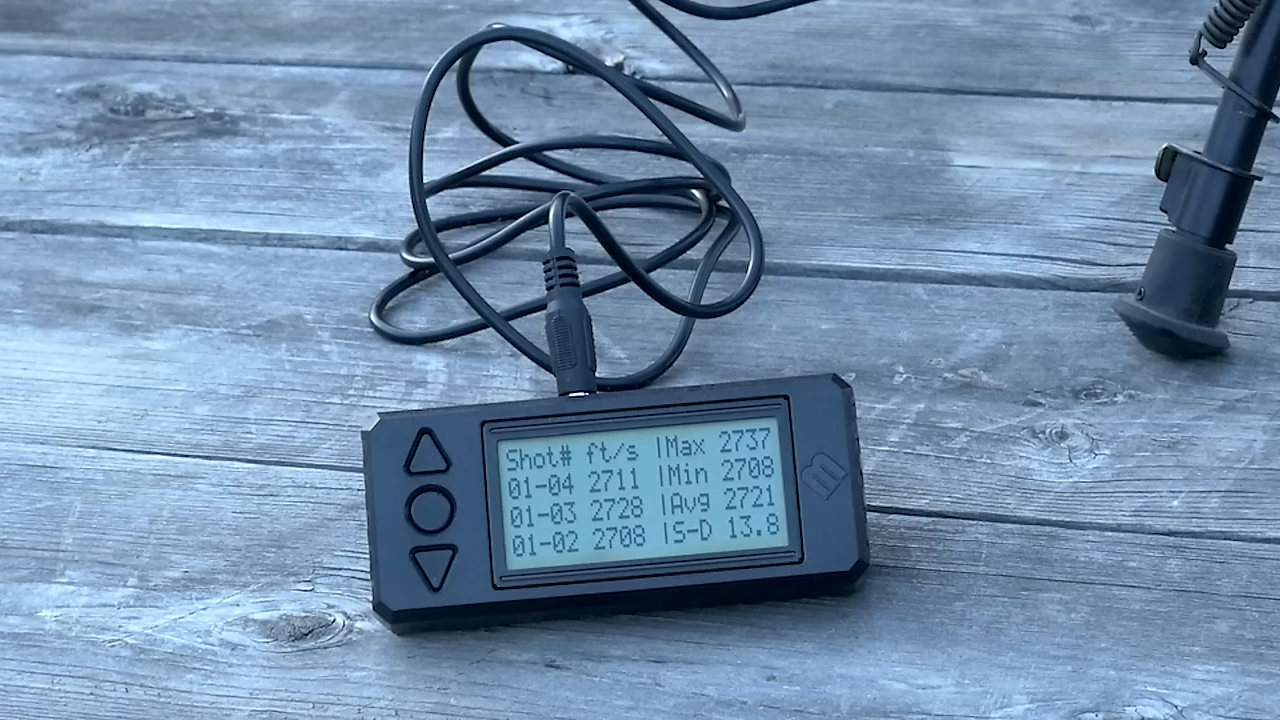 Shot# ft/s |Max 2737
01-04 2711 |Min 2708
01-03 2728 |Avg 2721
01-02 2708 |S-D 13.8